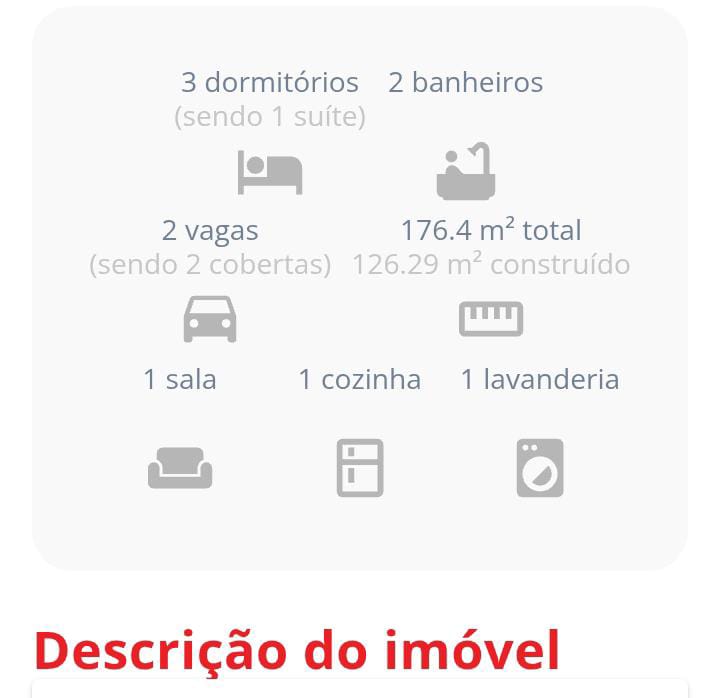 3 dormitórios 2 banheiros
(sendo 1 suíte)
2 vagas 176.4 m² total
(sendo 2 cobertas) 126.29 m² construído
1 sala 1 cozinha 1 lavanderia
Descrição do imóvel